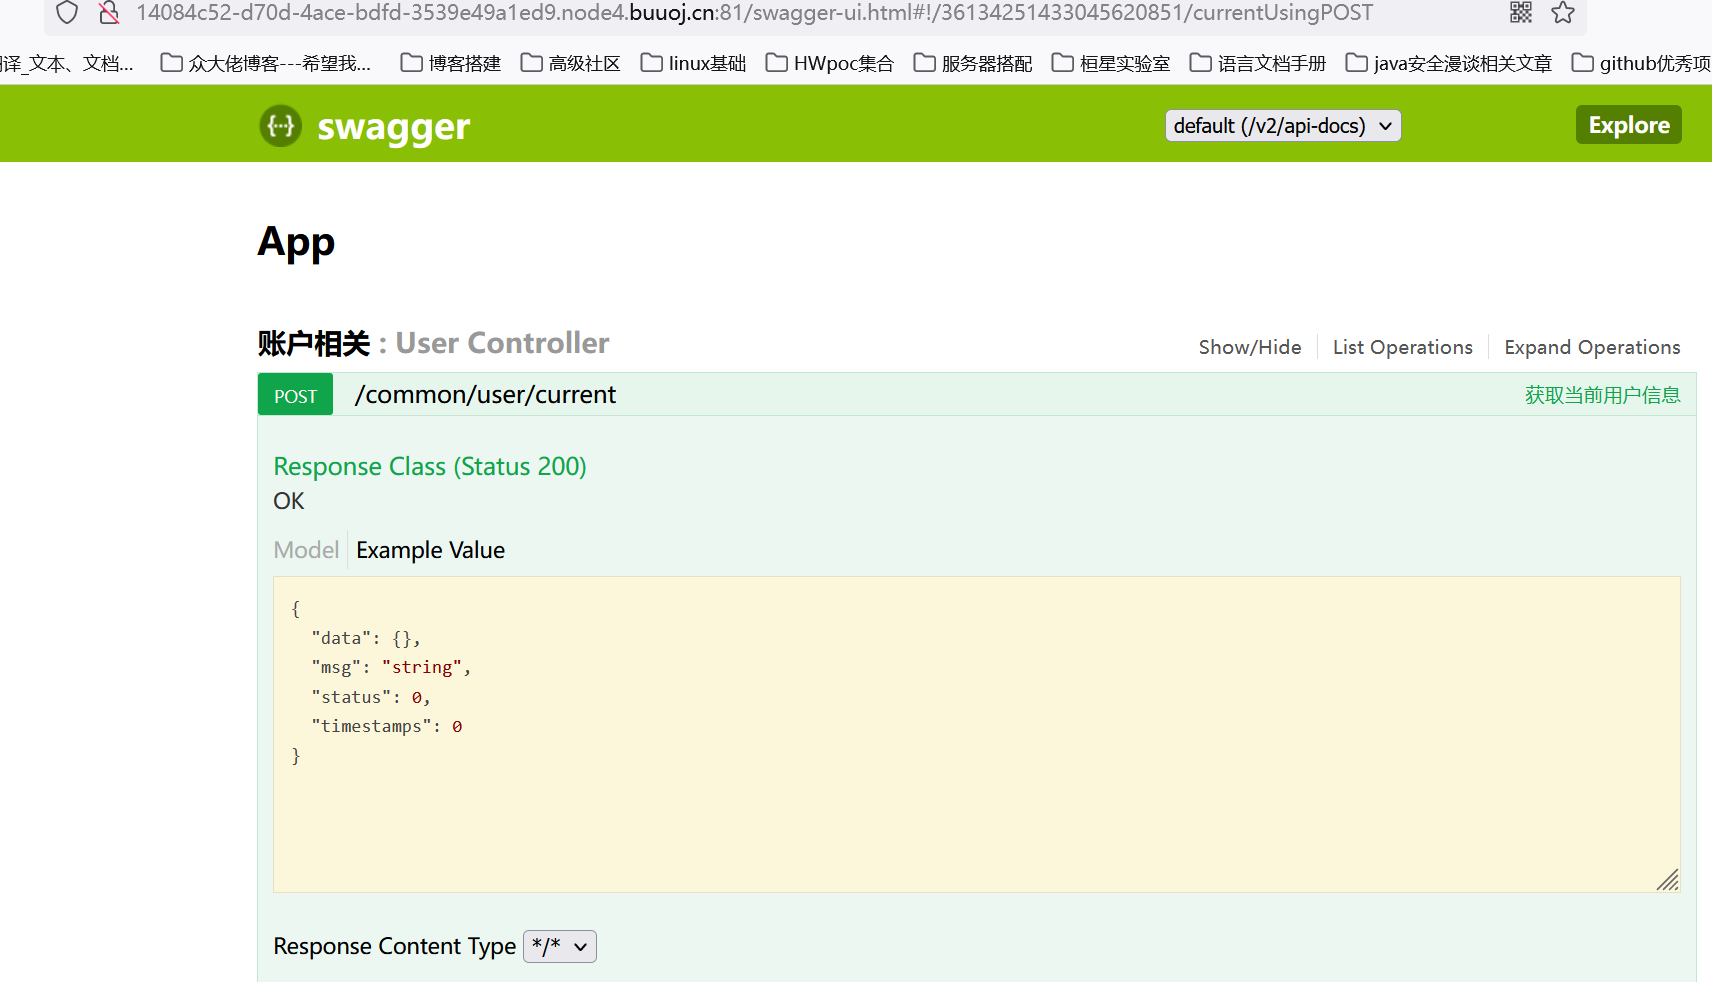 14084c52-d70d-4ace-bdfd-3539e49a1ed9.node4.buuoj.cn:81/swagger-ui.html#!/36134251433045620851/currentUsingPOST
译_文本、文档... 众大佬博客---希望我... 博客搭建 高级社区 linux基础 HWpoc集合 服务器搭配 桓星实验室 语言文档手册 java安全漫谈相关文章 github优秀项
{...} swagger default (/v2/api-docs) Explore
App
账户相关 : User Controller Show/Hide List Operations Expand Operations
POST /common/user/current 获取当前用户信息
Response Class (Status 200)
OK
Model Example Value
{
"data": {},
"msg": "string",
"status": 0,
"timestamps": 0
}
Response Content Type */*